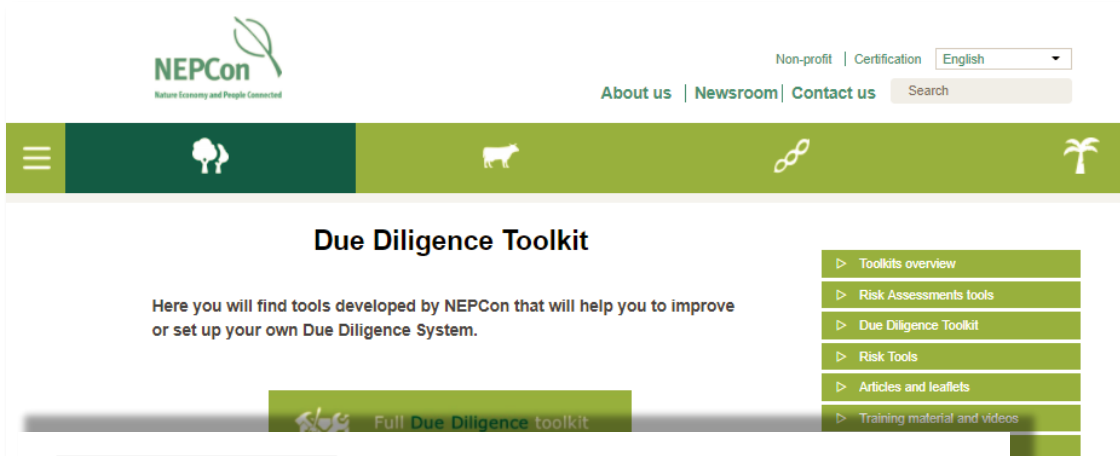 NEPCon
Nature Economy and People Connected
Non-profit | Certification English
About us | Newsroom | Contact us Search
Due Diligence Toolkit
Here you will find tools developed by NEPCon that will help you to improve
or set up your own Due Diligence System.
Full Due Diligence toolkit
Toolkits overview
Risk Assessments tools
Due Diligence Toolkit
Risk Tools
Articles and leaflets
Training material and videos